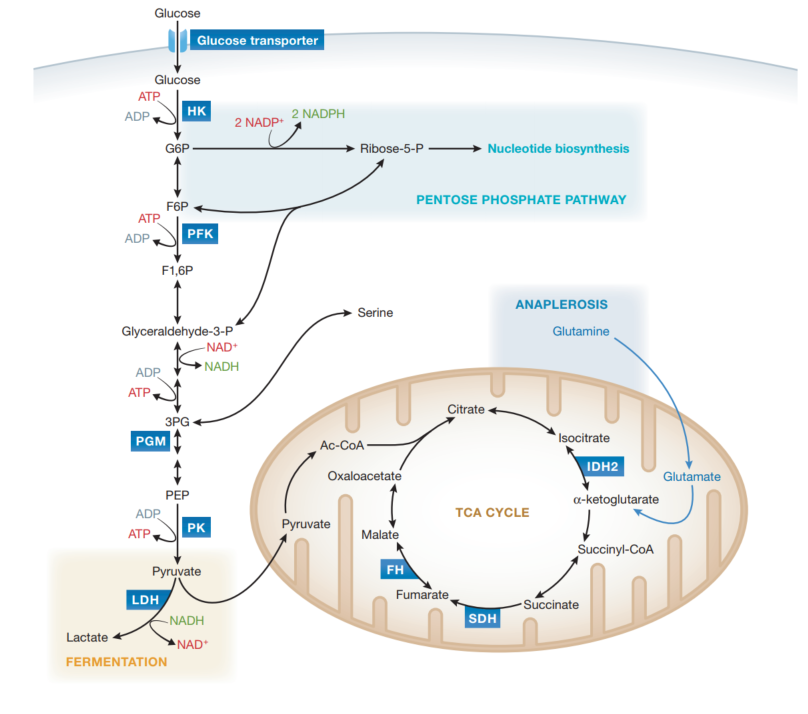 Glucose
Glucose transporter
Glucose
ATP
HK
ADP
2 NADP⁺
2 NADPH
G6P
Ribose-5-P
Nucleotide biosynthesis
PENTOSE PHOSPHATE PATHWAY
F6P
ATP
PFK
ADP
F1,6P
Glyceraldehyde-3-P
Serine
NAD⁺
NADH
ADP
ATP
3PG
PGM
PEP
ADP
PK
ATP
Pyruvate
LDH
NADH
NAD⁺
Lactate
FERMENTATION
ANAPLEROSIS
Glutamine
Glutamate
Citrate
Isocitrate
IDH2
α-ketoglutarate
Succinyl-CoA
Succinate
SDH
Fumarate
FH
Malate
Oxaloacetate
Ac-CoA
Pyruvate
TCA CYCLE